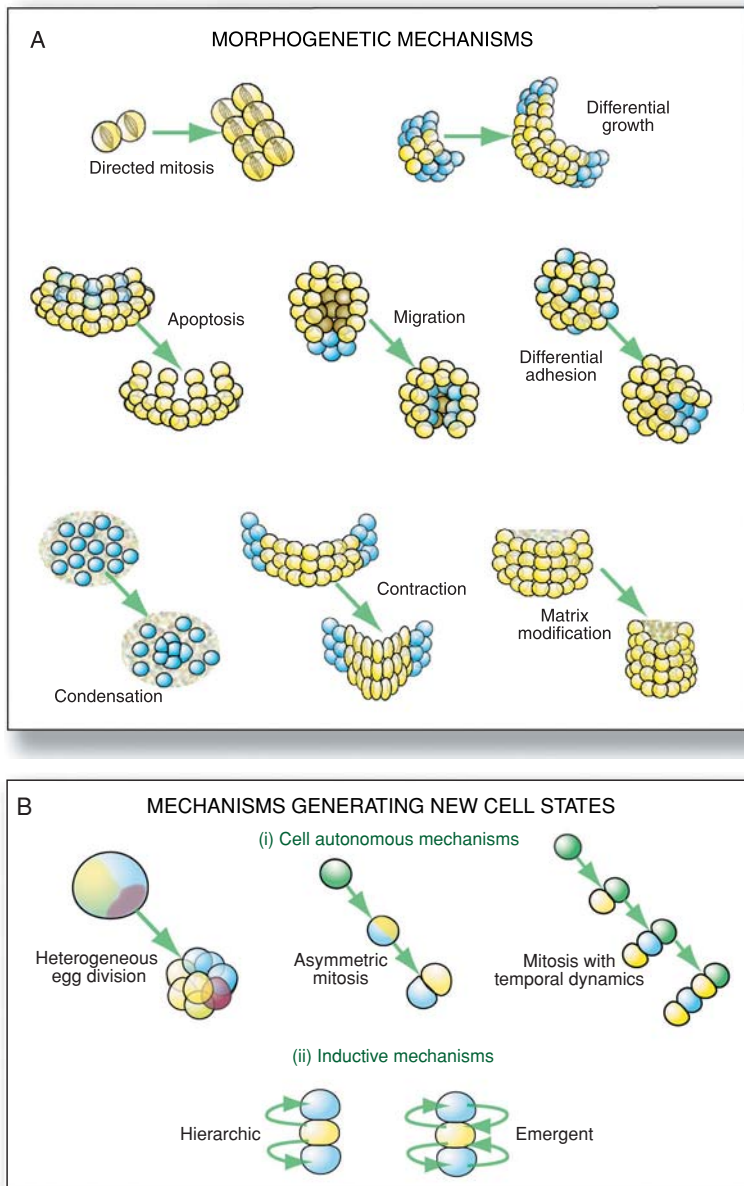 A
MORPHOGENETIC MECHANISMS
Directed mitosis
Differential
growth
Apoptosis
Migration
Differential
adhesion
Condensation
Contraction
Matrix
modification
B
MECHANISMS GENERATING NEW CELL STATES
(i) Cell autonomous mechanisms
Heterogeneous
egg division
Asymmetric
mitosis
Mitosis with
temporal dynamics
(ii) Inductive mechanisms
Hierarchic
Emergent